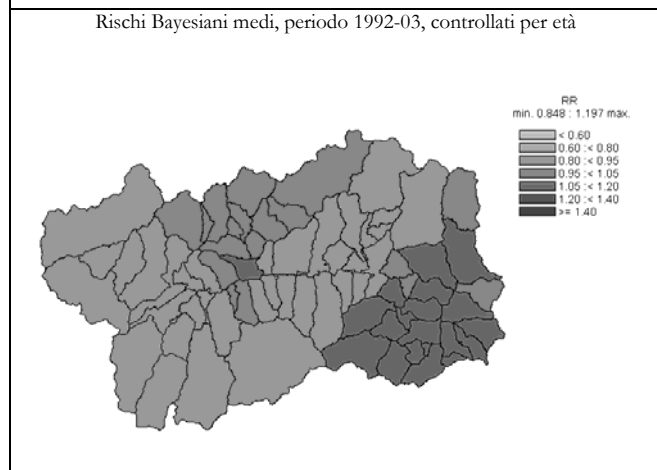 Rischi Bayesiani medi, periodo 1992-03, controllati per età
RR
min. 0.848 : 1.197 max.
< 0.60
0.60 :< 0.80
0.80 :< 0.95
0.95 :< 1.05
1.05 :< 1.20
1.20 :< 1.40
>= 1.40